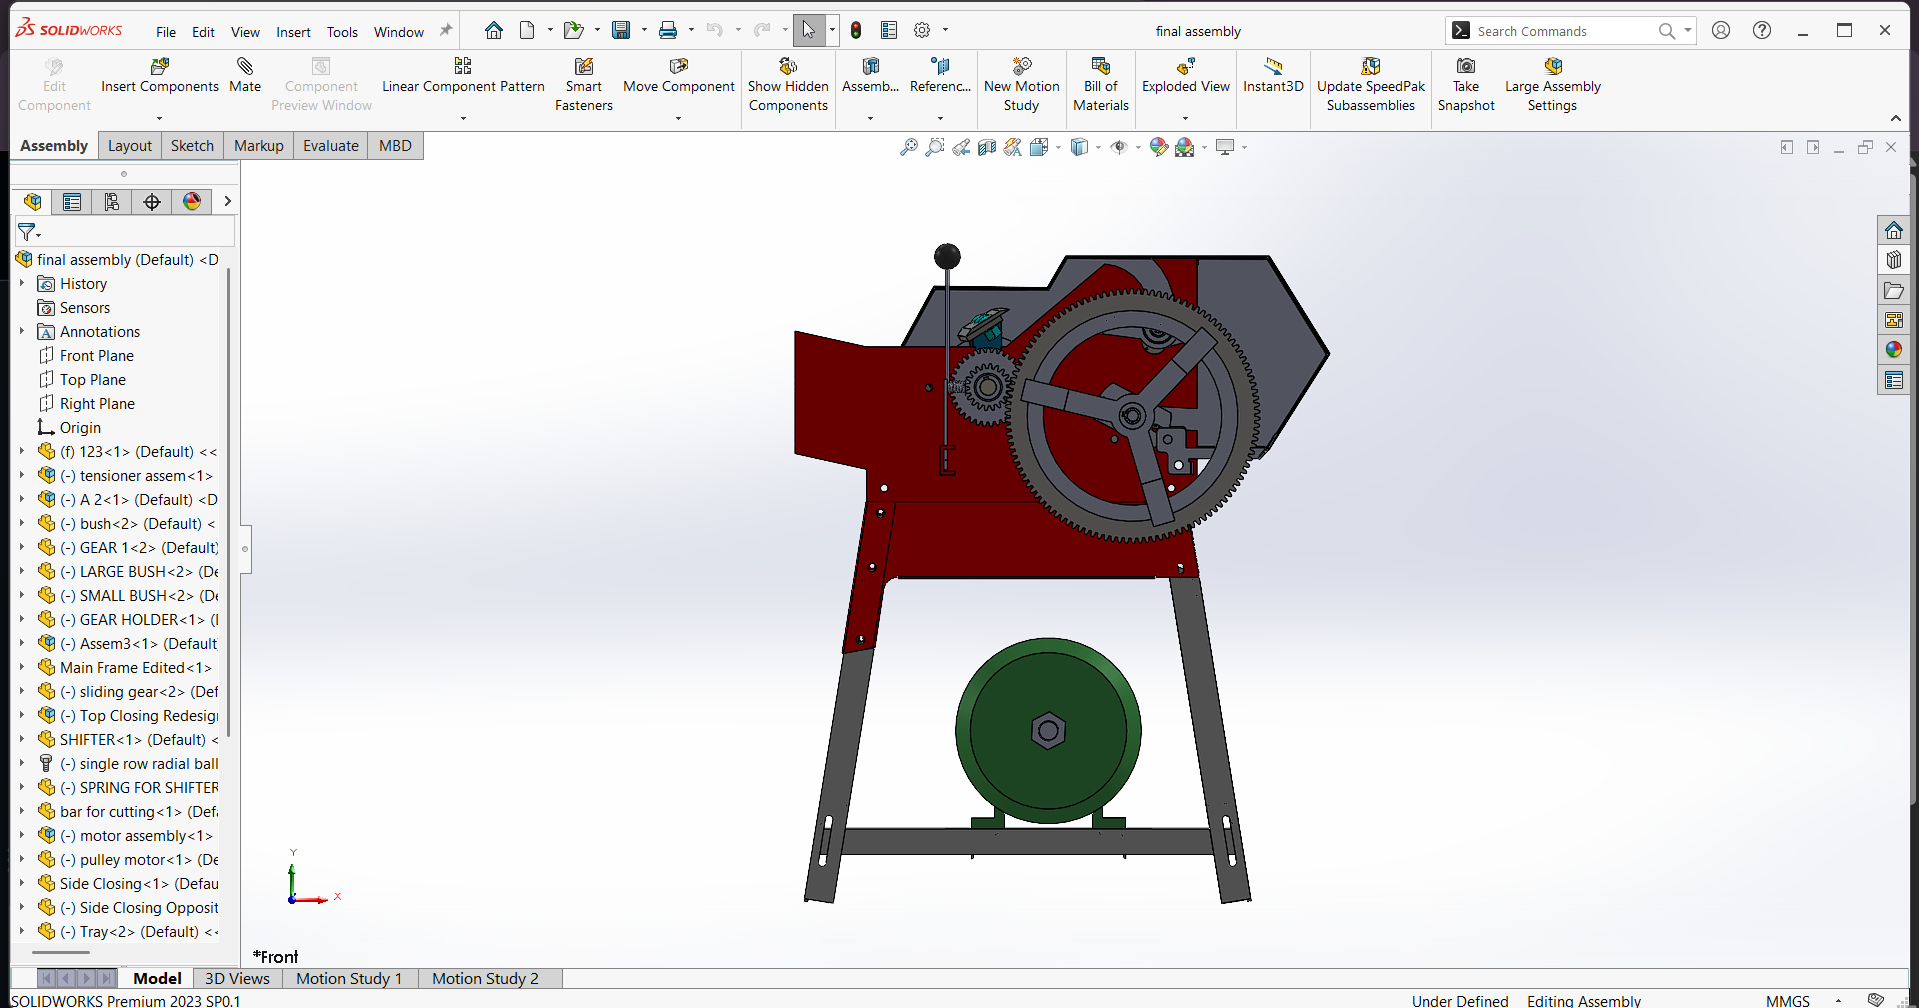 SOLIDWORKS File Edit View Insert Tools Window final assembly Search Commands
Edit Component
Insert Components
Mate
Component Preview Window
Linear Component Pattern
Smart Fasteners
Move Component
Show Hidden Components
Assemb...
Referenc...
New Motion Study
Bill of Materials
Exploded View
Instant3D
Update SpeedPak Subassemblies
Take Snapshot
Large Assembly Settings
Assembly Layout Sketch Markup Evaluate MBD
final assembly (Default) <D
History
Sensors
Annotations
Front Plane
Top Plane
Right Plane
Origin
(f) 123<1> (Default) <<
(-) tensioner assem<1>
(-) A 2<1> (Default) <D
(-) bush<2> (Default) <
(-) GEAR 1<2> (Default)
(-) LARGE BUSH<2> (De
(-) SMALL BUSH<2> (De
(-) GEAR HOLDER<1> (
(-) Assem3<1> (Default
Main Frame Edited<1>
(-) sliding gear<2> (Def
(-) Top Closing Redesig
SHIFTER<1> (Default) <
(-) single row radial ball
(-) SPRING FOR SHIFTER
bar for cutting<1> (Defa
(-) motor assembly<1>
(-) pulley motor<1> (De
Side Closing<1> (Defau
(-) Side Closing Opposit
(-) Tray<2> (Default) <<
Y
X
*Front
Model 3D Views Motion Study 1 Motion Study 2
SOLIDWORKS Premium 2023 SP0.1 Under Defined Editing Assembly MMGS